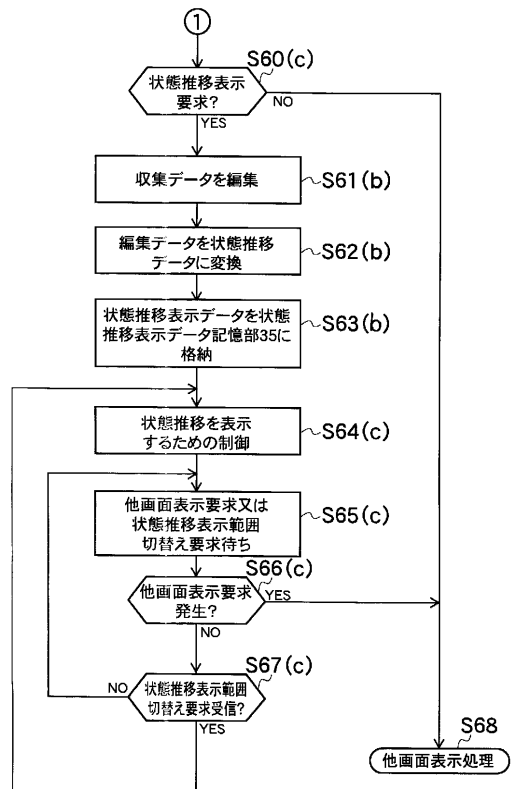 1
S60(c)
状態推移表示
要求?
NO
YES
収集データを編集
S61(b)
編集データを状態推移
データに変換
S62(b)
状態推移表示データを状態
推移表示データ記憶部35に
格納
S63(b)
状態推移を表示
するための制御
S64(c)
他画面表示要求又は
状態推移表示範囲
切替え要求待ち
S65(c)
S66(c)
他画面表示要求
発生?
YES
NO
S67(c)
NO
状態推移表示範囲
切替え要求受信?
YES
S68
他画面表示処理